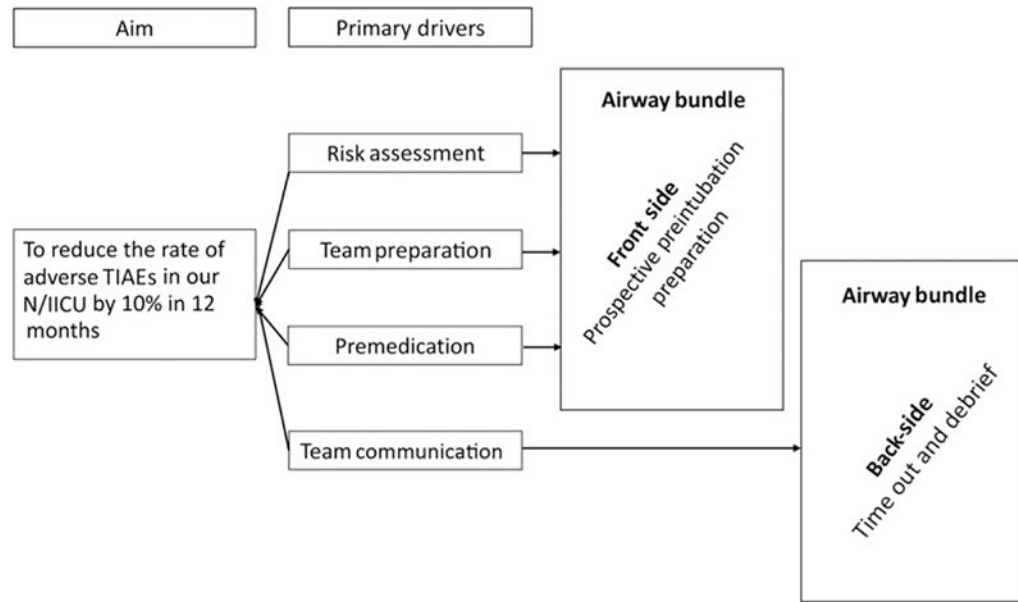 Aim
Primary drivers
Airway bundle
Risk assessment
Front side
Prospective preintubation
preparation
Team preparation
To reduce the rate of
adverse TIAEs in our
N/IICU by 10% in 12
months
Premedication
Team communication
Airway bundle
Back-side
Time out and debrief